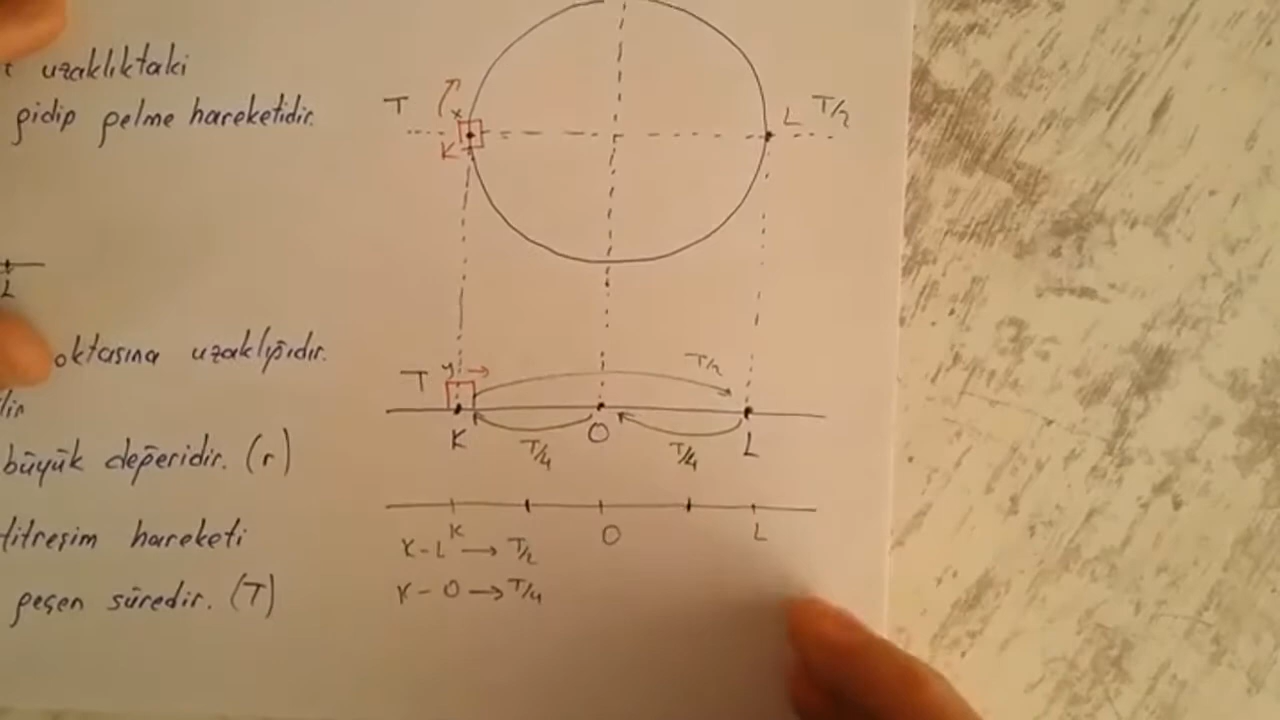 uzaklıktaki
gidip gelme hareketidir.
L
oktasına uzaklığıdır.
büyük değeridir. (r)
titreşim hareketi
geçen süredir. (T)
T
x
K
L T/2
T y T/2
K O L
T/4 T/4
K O L
K-L → T/2
K-O → T/4